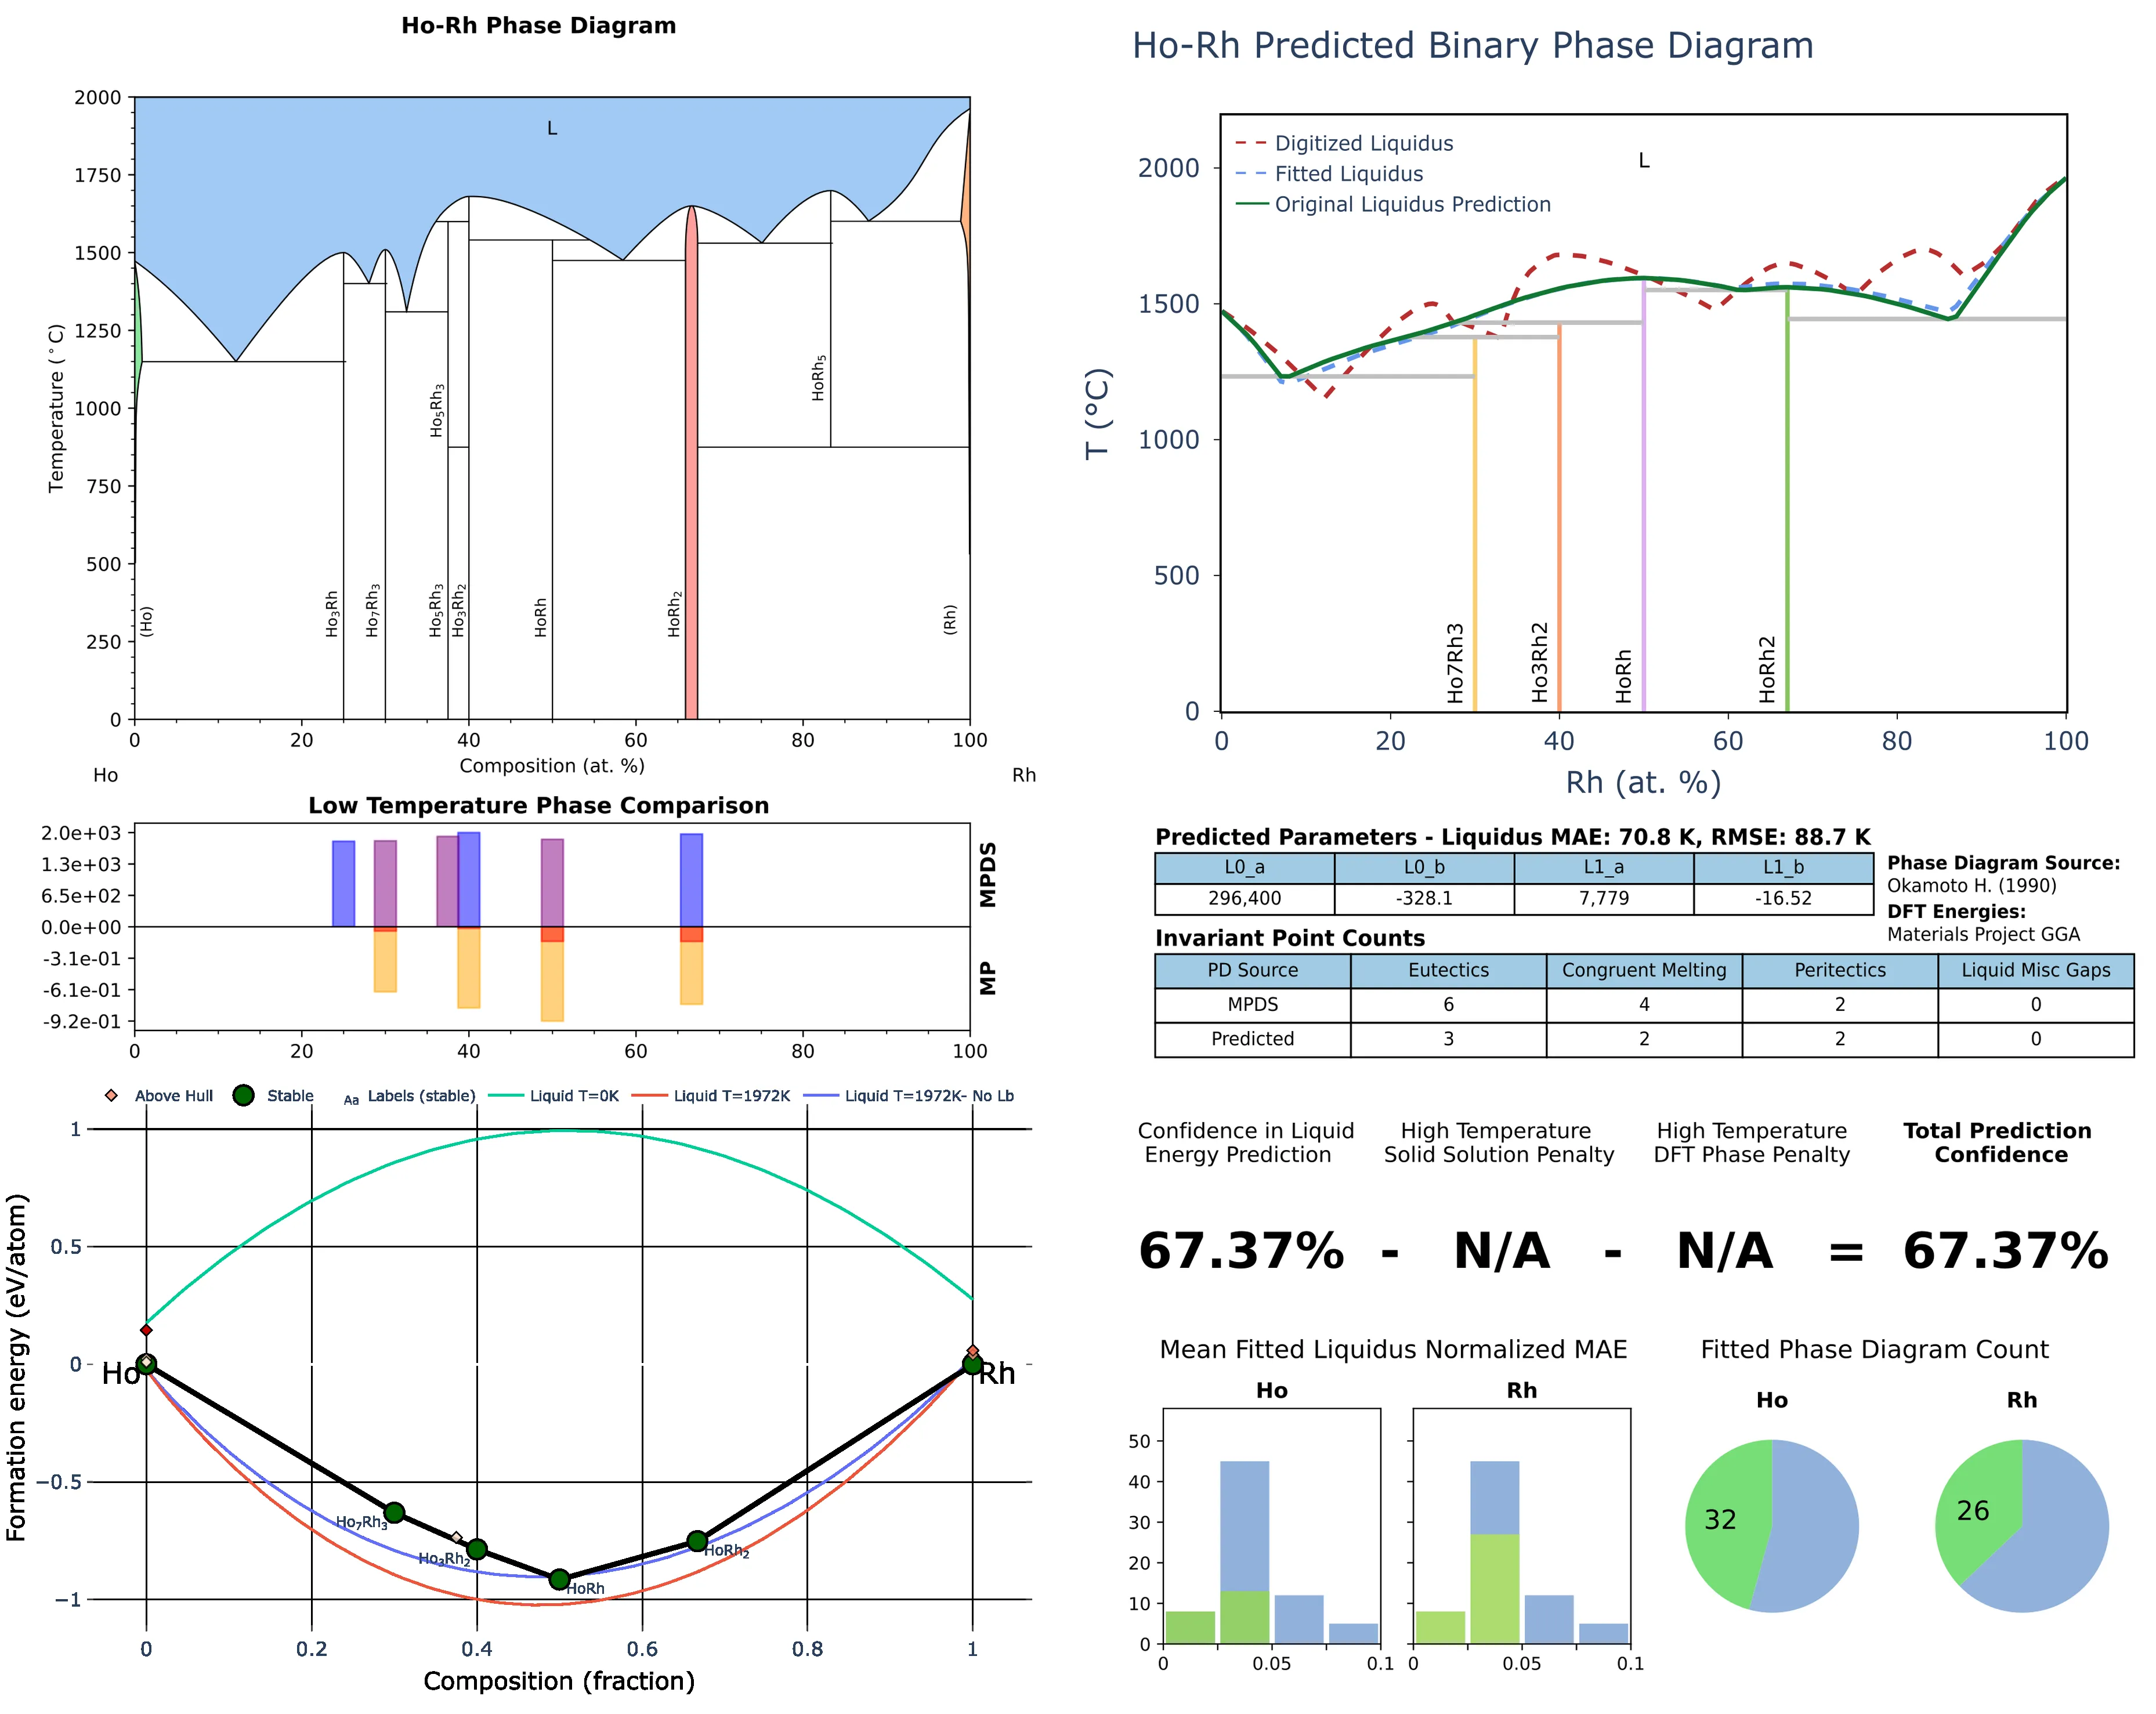 Ho-Rh Phase Diagram
2000
1750
1500
1250
1000
750
500
250
0
Temperature (°C)
L
(Ho)
Ho3Rh
Ho7Rh3
Ho5Rh3
Ho5Rh3
Ho3Rh2
HoRh
HoRh2
HoRh5
(Rh)
0 20 40 60 80 100
Composition (at. %)
Ho Rh
Low Temperature Phase Comparison
2.0e+03
1.3e+03
6.5e+02
0.0e+00
-3.1e-01
-6.1e-01
-9.2e-01
MPDS
MP
0 20 40 60 80 100
Above Hull Stable Aa Labels (stable) Liquid T=0K Liquid T=1972K Liquid T=1972K- No Lb
1
0.5
0
−0.5
−1
Formation energy (eV/atom)
Ho
Ho7Rh3
Ho3Rh2
HoRh
HoRh2
Rh
0 0.2 0.4 0.6 0.8 1
Composition (fraction)
Ho-Rh Predicted Binary Phase Diagram
Digitized Liquidus
Fitted Liquidus
Original Liquidus Prediction
L
2000
1500
1000
500
0
T (°C)
Ho7Rh3
Ho3Rh2
HoRh
HoRh2
0 20 40 60 80 100
Rh (at. %)
Predicted Parameters - Liquidus MAE: 70.8 K, RMSE: 88.7 K
L0_a L0_b L1_a L1_b
296,400 -328.1 7,779 -16.52
Phase Diagram Source:
Okamoto H. (1990)
DFT Energies:
Materials Project GGA
Invariant Point Counts
PD Source Eutectics Congruent Melting Peritectics Liquid Misc Gaps
MPDS 6 4 2 0
Predicted 3 2 2 0
Confidence in Liquid
Energy Prediction
High Temperature
Solid Solution Penalty
High Temperature
DFT Phase Penalty
Total Prediction
Confidence
67.37% - N/A - N/A = 67.37%
Mean Fitted Liquidus Normalized MAE
Ho
Rh
50
40
30
20
10
0
0 0.05 0.1
0 0.05 0.1
Fitted Phase Diagram Count
Ho
Rh
32
26